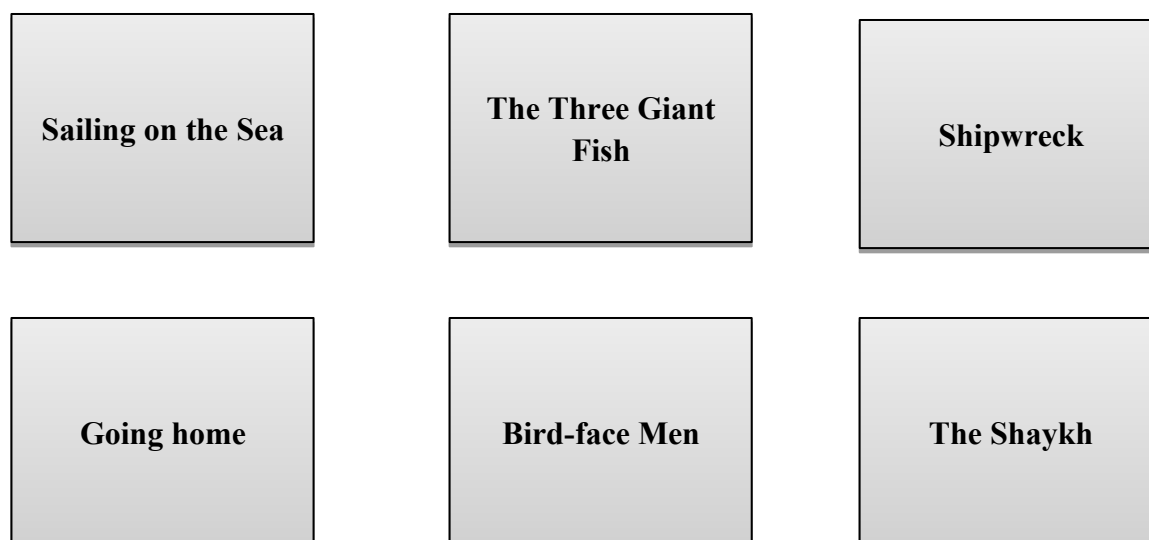 Sailing on the Sea
The Three Giant
Fish
Shipwreck
Going home
Bird-face Men
The Shaykh